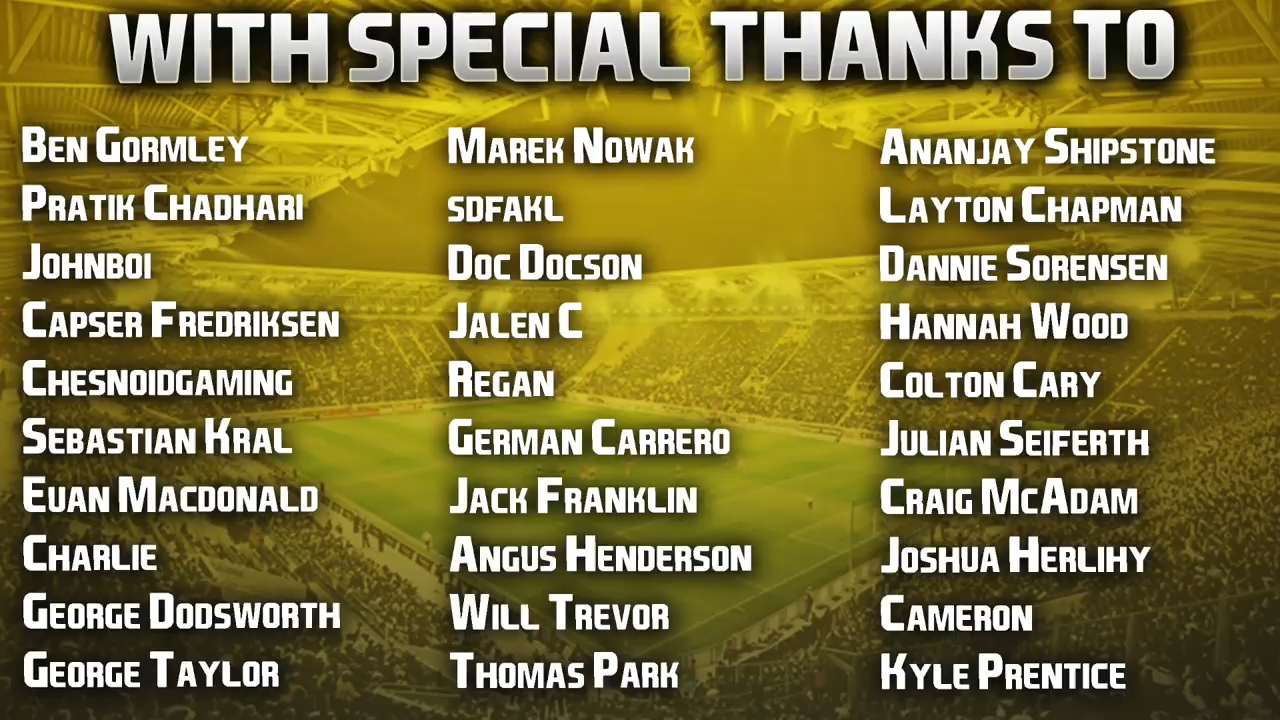 WITH SPECIAL THANKS TO
BEN GORMLEY
PRATIK CHADHARI
JOHNBOI
CAPSER FREDRIKSEN
CHESNOIDGAMING
SEBASTIAN KRAL
EUAN MACDONALD
CHARLIE
GEORGE DODSWORTH
GEORGE TAYLOR
MAREK NOWAK
SDFAKL
DOC DOCSON
JALEN C
REGAN
GERMAN CARRERO
JACK FRANKLIN
ANGUS HENDERSON
WILL TREVOR
THOMAS PARK
ANANJAY SHIPSTONE
LAYTON CHAPMAN
DANNIE SORENSEN
HANNAH WOOD
COLTON CARY
JULIAN SEIFERTH
CRAIG MCADAM
JOSHUA HERLIHY
CAMERON
KYLE PRENTICE